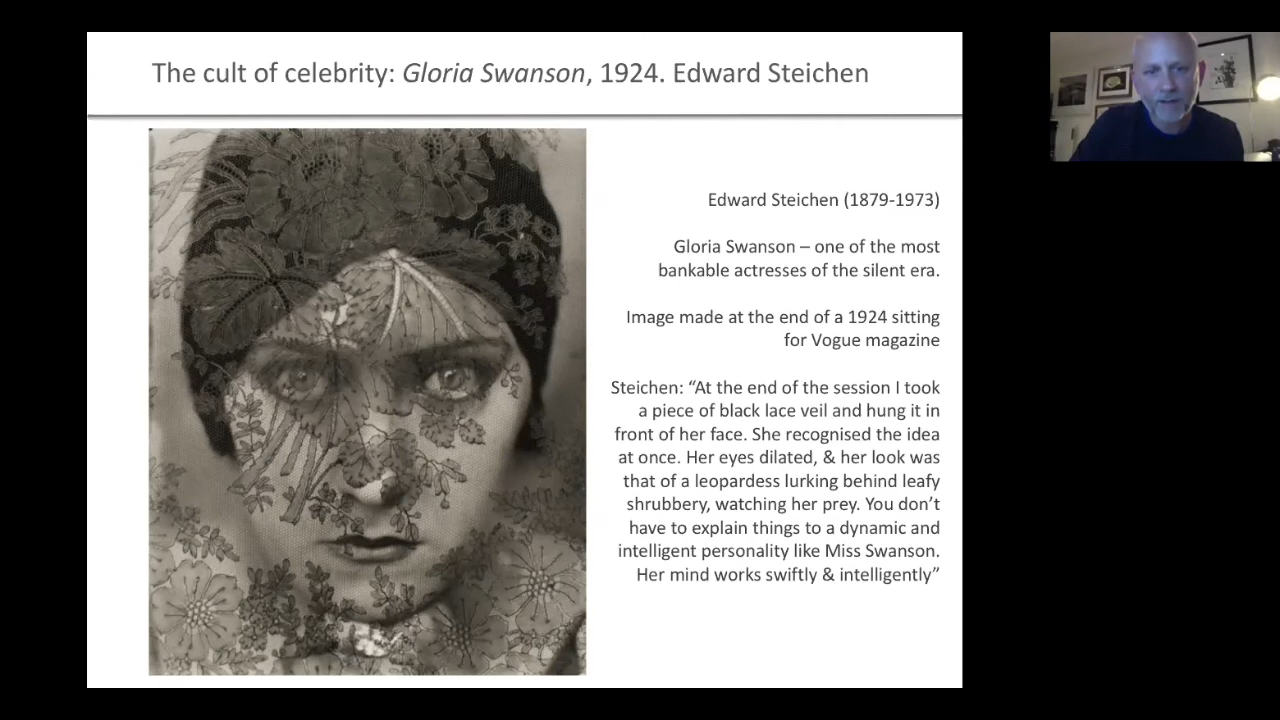 The cult of celebrity: Gloria Swanson, 1924. Edward Steichen
Edward Steichen (1879-1973)
Gloria Swanson – one of the most
bankable actresses of the silent era.
Image made at the end of a 1924 sitting
for Vogue magazine
Steichen: “At the end of the session I took
a piece of black lace veil and hung it in
front of her face. She recognised the idea
at once. Her eyes dilated, & her look was
that of a leopardess lurking behind leafy
shrubbery, watching her prey. You don’t
have to explain things to a dynamic and
intelligent personality like Miss Swanson.
Her mind works swiftly & intelligently”